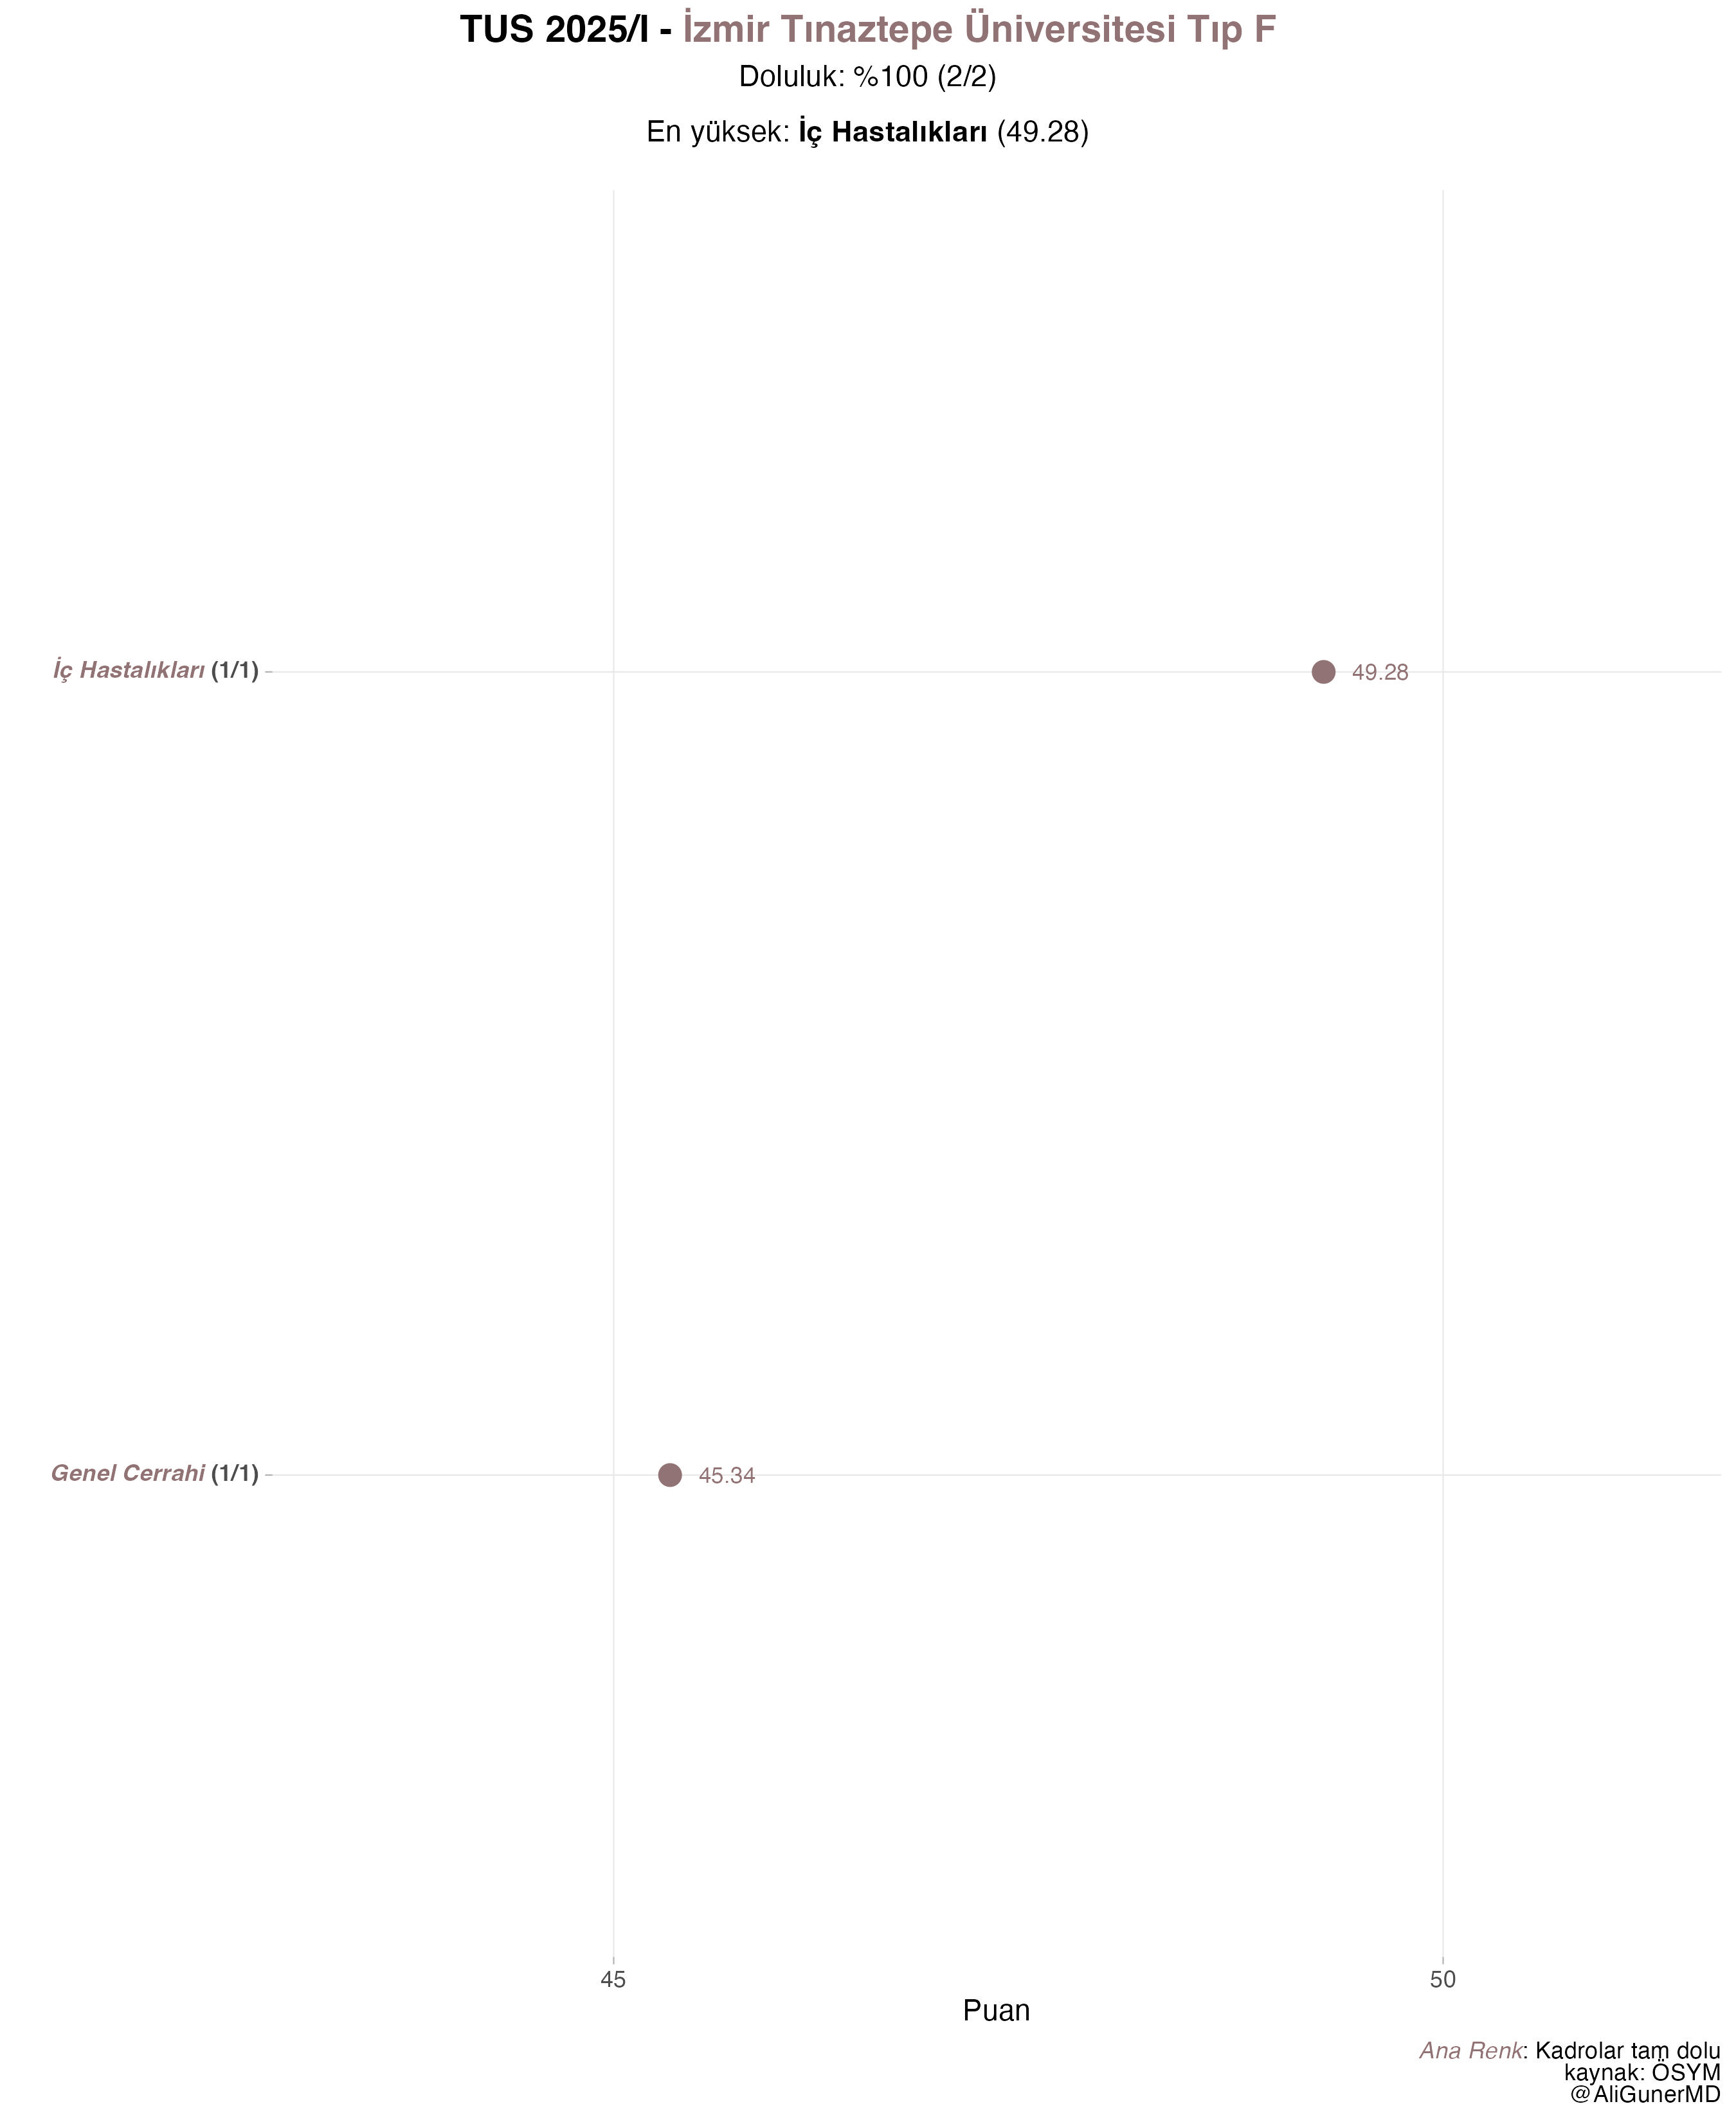 TUS 2025/I - İzmir Tınaztepe Üniversitesi Tıp F
Doluluk: %100 (2/2)
En yüksek: İç Hastalıkları (49.28)
İç Hastalıkları (1/1)
49.28
Genel Cerrahi (1/1)
45.34
45
50
Puan
Ana Renk: Kadrolar tam dolu
kaynak: ÖSYM
@AliGunerMD